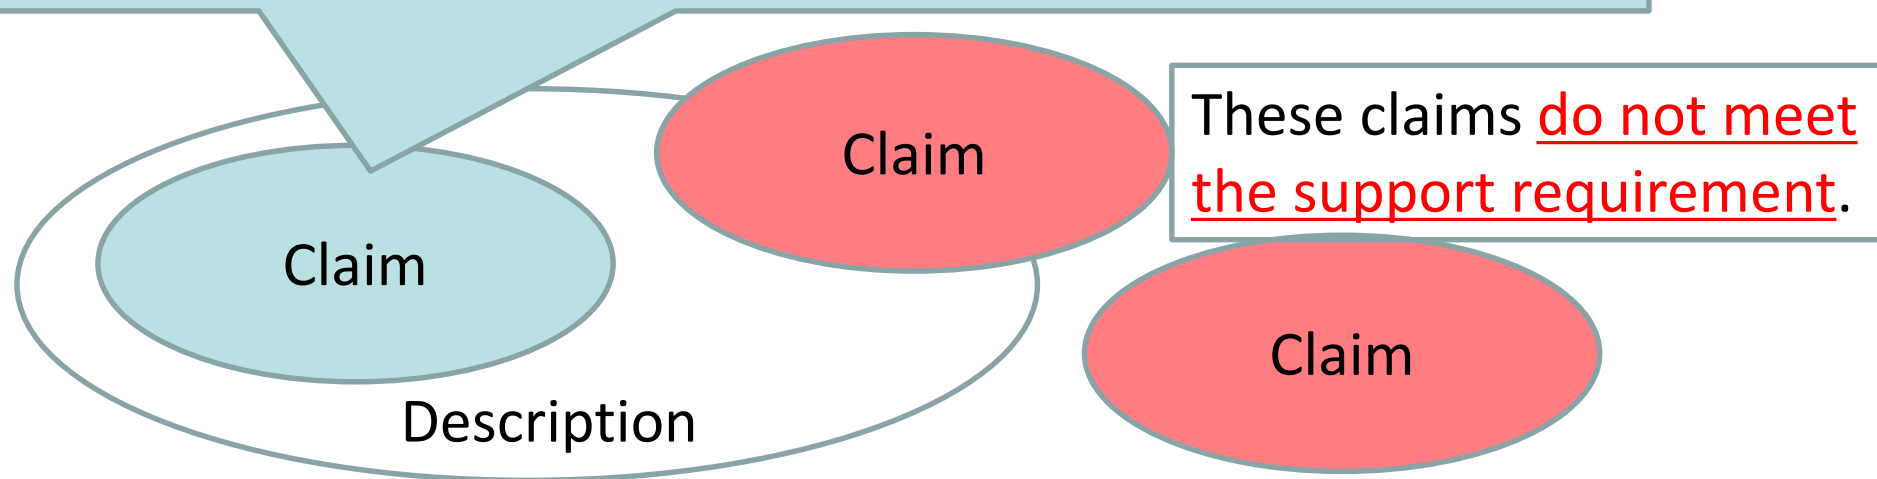 Claim
These claims do not meet
the support requirement.
Claim
Claim
Description